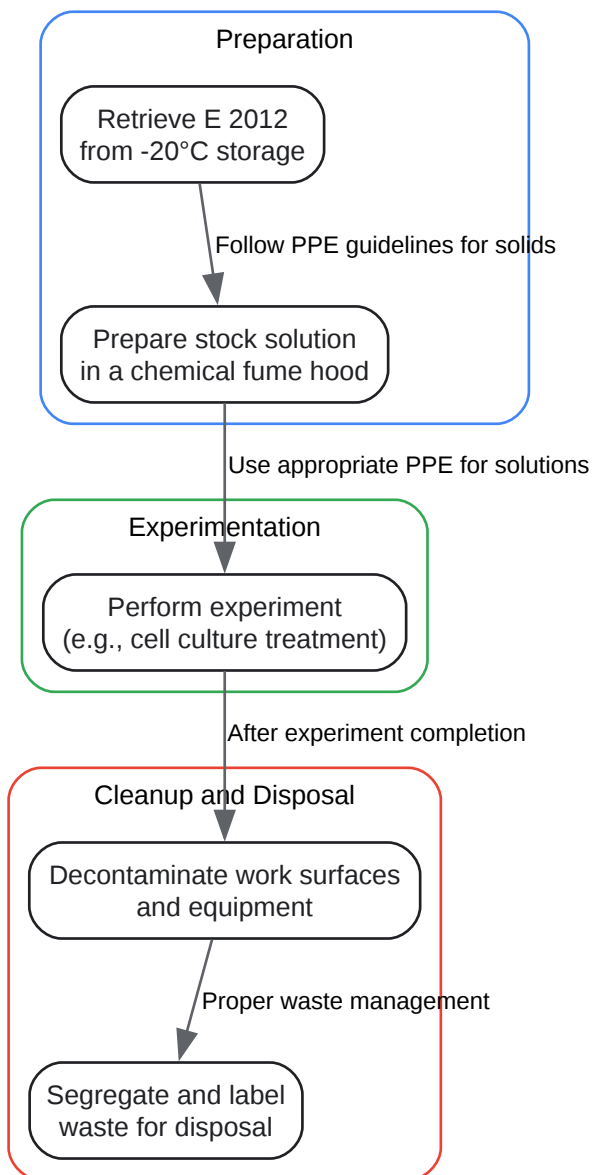 Preparation
Retrieve E 2012
from -20°C storage
Follow PPE guidelines for solids
Prepare stock solution
in a chemical fume hood
Use appropriate PPE for solutions
Experimentation
Perform experiment
(e.g., cell culture treatment)
After experiment completion
Cleanup and Disposal
Decontaminate work surfaces
and equipment
Proper waste management
Segregate and label
waste for disposal